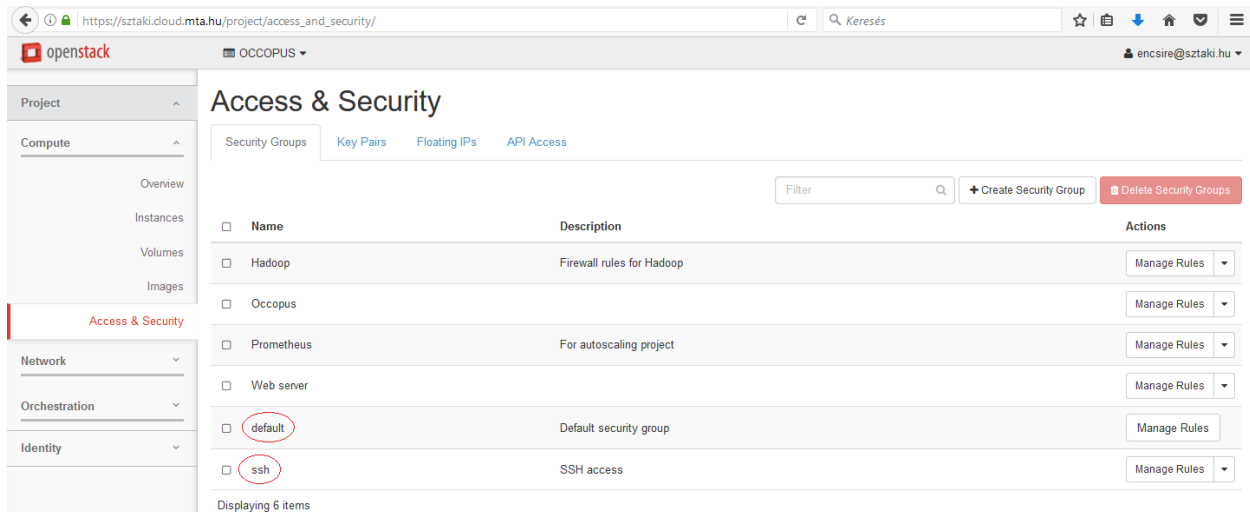 https://sztaki.cloud.mta.hu/project/access_and_security/
Keresés
openstack
OCCOPUS
encsire@sztaki.hu
Project
Compute
Overview
Instances
Volumes
Images
Access & Security
Network
Orchestration
Identity
Access & Security
Security Groups Key Pairs Floating IPs API Access
Filter + Create Security Group Delete Security Groups
Name Description Actions
Hadoop Firewall rules for Hadoop Manage Rules
Occopus Manage Rules
Prometheus For autoscaling project Manage Rules
Web server Manage Rules
default Default security group Manage Rules
ssh SSH access Manage Rules
Displaying 6 items